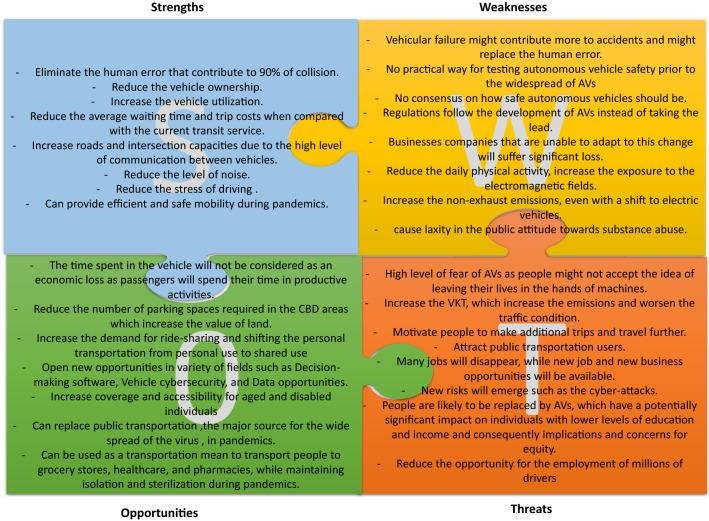 Strengths
Weaknesses
- Eliminate the human error that contribute to 90% of collision.
- Reduce the vehicle ownership.
- Increase the vehicle utilization.
- Reduce the average waiting time and trip costs when compared
with the current transit service.
- Increase roads and intersection capacities due to the high level
of communication between vehicles.
- Reduce the level of noise.
- Reduce the stress of driving .
- Can provide efficient and safe mobility during pandemics.
S
- Vehicular failure might contribute more to accidents and might
replace the human error.
- No practical way for testing autonomous vehicle safety prior to
the widespread of AVs
- No consensus on how safe autonomous vehicles should be.
- Regulations follow the development of AVs instead of taking the
lead.
- Businesses companies that are unable to adapt to this change
will suffer significant loss.
- Reduce the daily physical activity, increase the exposure to the
electromagnetic fields.
- Increase the non-exhaust emissions, even with a shift to electric
vehicles.
- cause laxity in the public attitude towards substance abuse.
W
- The time spent in the vehicle will not be considered as an
economic loss as passengers will spend their time in productive
activities.
- Reduce the number of parking spaces required in the CBD areas
which increase the value of land.
- Increase the demand for ride-sharing and shifting the personal
transportation from personal use to shared use
- Open new opportunities in variety of fields such as Decision-
making software, Vehicle cybersecurity, and Data opportunities.
- Increase coverage and accessibility for aged and disabled
individuals
- Can replace public transportation ,the major source for the wide
spread of the virus , in pandemics.
- Can be used as a transportation mean to transport people to
grocery stores, healthcare, and pharmacies, while maintaining
isolation and sterilization during pandemics.
O
- High level of fear of AVs as people might not accept the idea of
leaving their lives in the hands of machines.
- Increase the VKT, which increase the emissions and worsen the
traffic condition.
- Motivate people to make additional trips and travel further.
- Attract public transportation users.
- Many jobs will disappear, while new job and new business
opportunities will be available.
- New risks will emerge such as the cyber-attacks.
- People are likely to be replaced by AVs, which have a potentially
significant impact on individuals with lower levels of education
and income and consequently implications and concerns for
equity.
- Reduce the opportunity for the employment of millions of
drivers
T
Opportunities
Threats